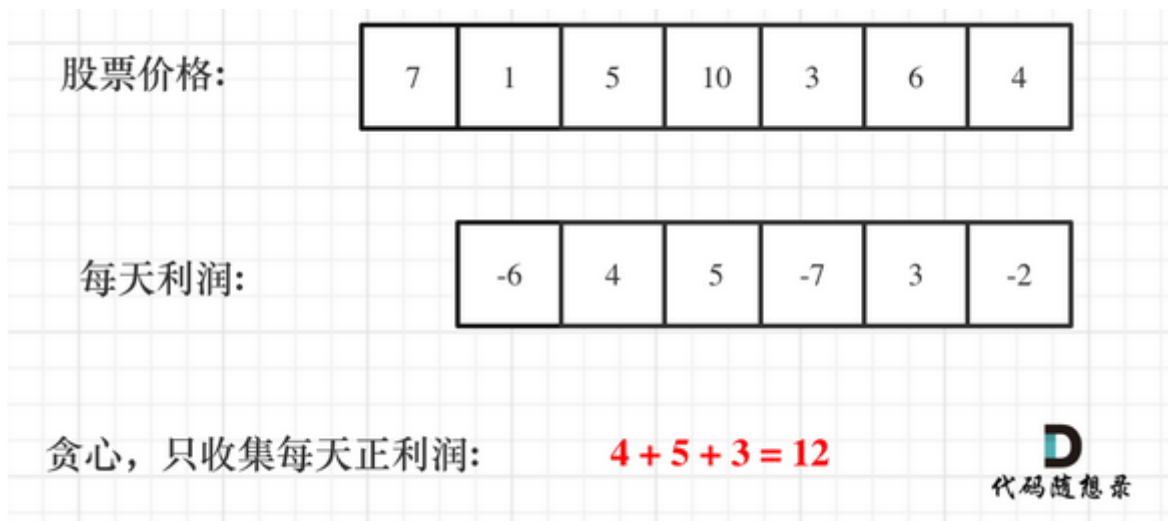 股票价格: 7 1 5 10 3 6 4
每天利润: -6 4 5 -7 3 -2
贪心，只收集每天正利润: 4 + 5 + 3 = 12
代码随想录